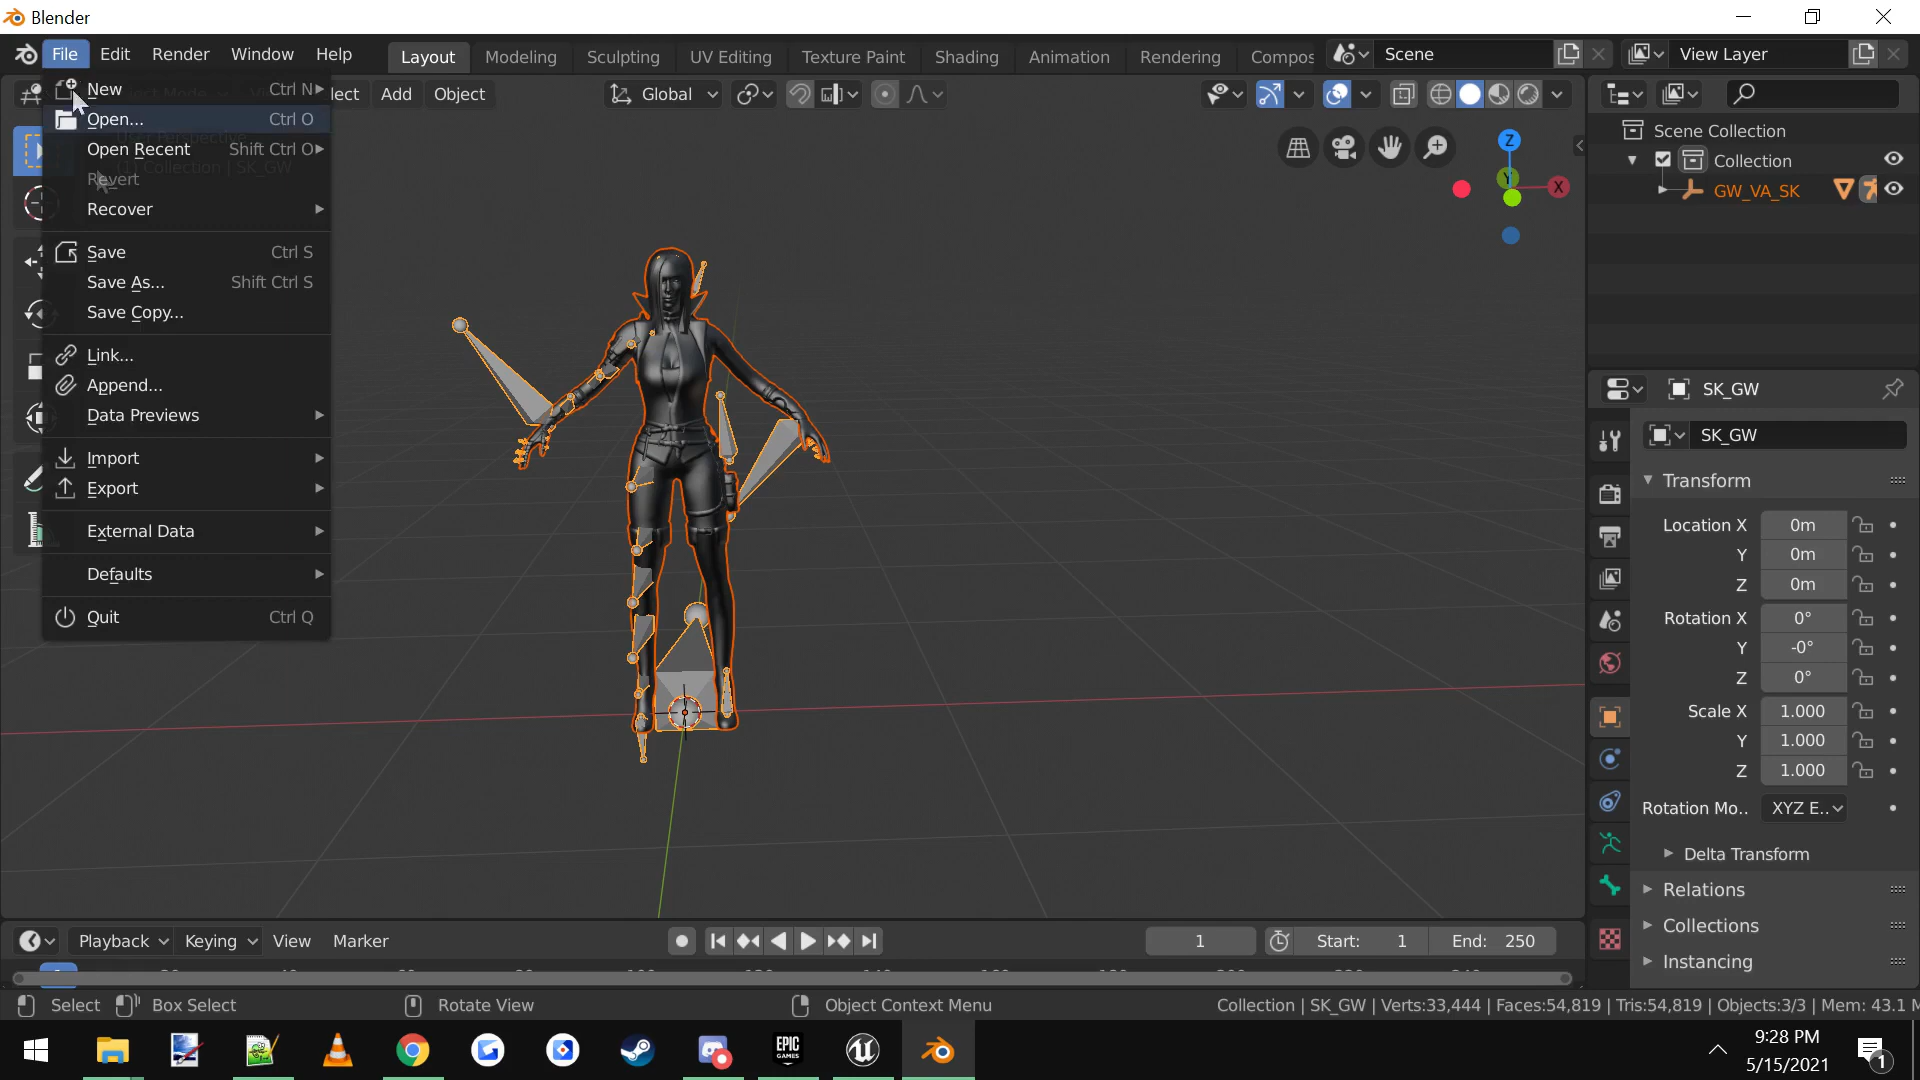 Blender
File Edit Render Window Help
Layout Modeling Sculpting UV Editing Texture Paint Shading Animation Rendering Compos
Scene
View Layer
New Ctrl N
Open... Ctrl O
Open Recent Shift Ctrl O
Revert
Recover
Save Ctrl S
Save As... Shift Ctrl S
Save Copy...
Link...
Append...
Data Previews
Import
Export
External Data
Defaults
Quit Ctrl Q
lect Add Object
Global
User Perspective
(1) Collection | SK_GW
Z
Y
X
Scene Collection
Collection
GW_VA_SK
SK_GW
SK_GW
Transform
Location X 0m
Y 0m
Z 0m
Rotation X 0°
Y -0°
Z 0°
Scale X 1.000
Y 1.000
Z 1.000
Rotation Mo.. XYZ E..
Delta Transform
Relations
Collections
Instancing
Playback Keying View Marker
1
Start: 1 End: 250
Select Box Select Rotate View Object Context Menu
Collection | SK_GW | Verts:33,444 | Faces:54,819 | Tris:54,819 | Objects:3/3 | Mem: 43.1 M
EPIC
GAMES
9:28 PM
5/15/2021
1